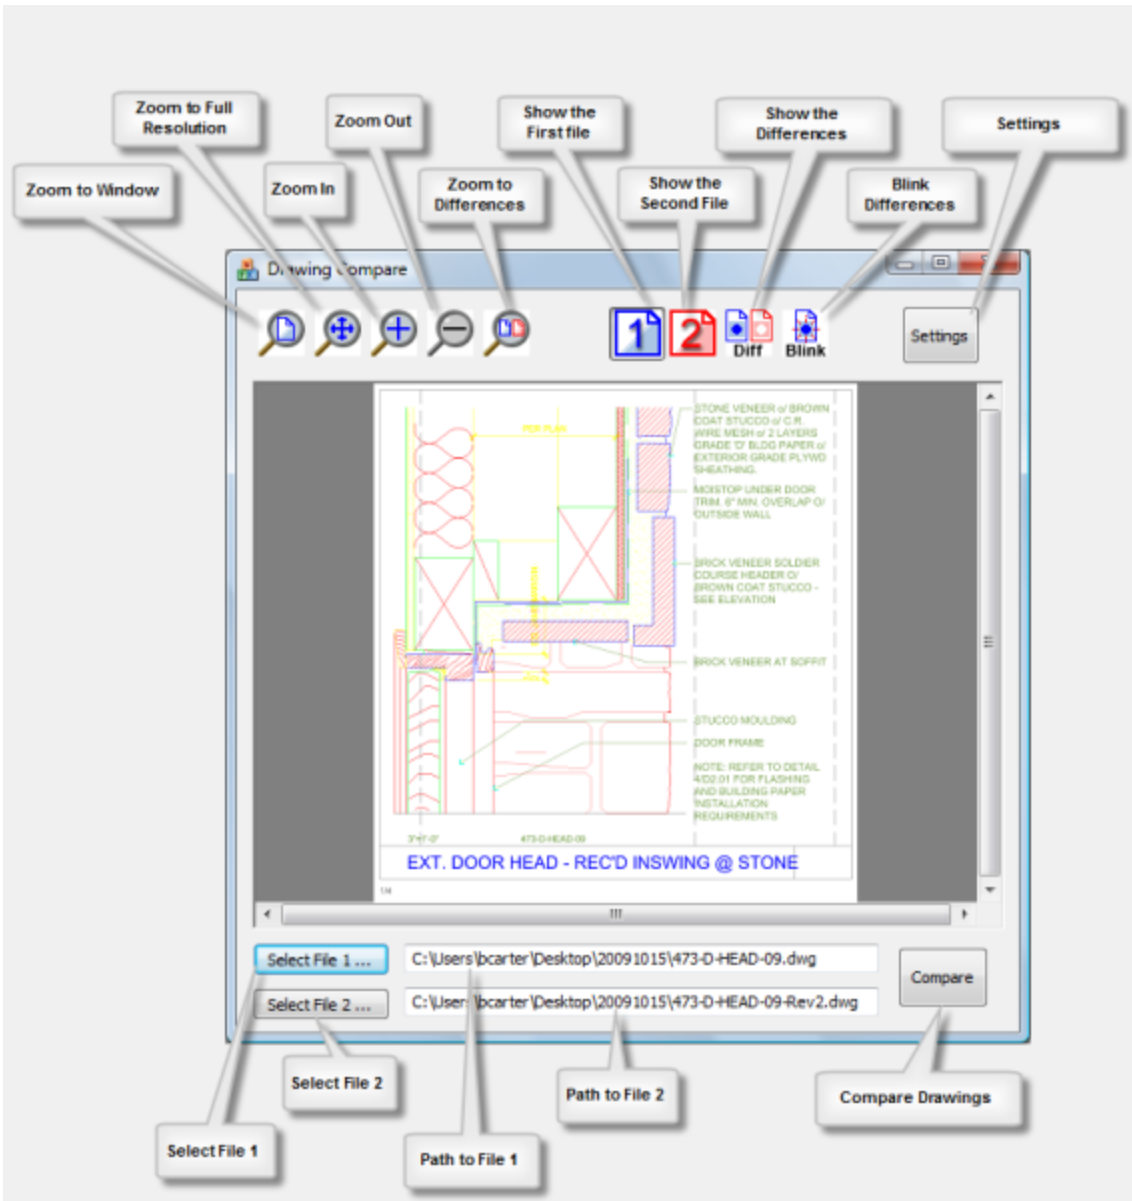 Zoom to Full
Resolution
Zoom Out
Show the
First file
Show the
Differences
Settings
Zoom to Window
Zoom In
Zoom to
Differences
Show the
Second File
Blink
Differences
Drawing Compare
1
2
Diff
Blink
Settings
PER PLAN
STONE VENEER o/ BROWN
COAT STUCCO o/ C.R.
WIRE MESH o/ 2 LAYERS
GRADE 'D' BLDG PAPER o/
EXTERIOR GRADE PLYWD
SHEATHING.
MOISTOP UNDER DOOR
TRIM, 6" MIN. OVERLAP O/
OUTSIDE WALL
BRICK VENEER SOLDIER
COURSE HEADER O/
BROWN COAT STUCCO -
SEE ELEVATION
BRICK VENEER AT SOFFIT
STUCCO MOULDING
DOOR FRAME
NOTE: REFER TO DETAIL
4/D2.01 FOR FLASHING
AND BUILDING PAPER
INSTALLATION
REQUIREMENTS
473-D-HEAD-09
EXT. DOOR HEAD - REC'D INSWING @ STONE
Select File 1 ...
C:\Users\bcarter\Desktop\20091015\473-D-HEAD-09.dwg
Select File 2 ...
C:\Users\bcarter\Desktop\20091015\473-D-HEAD-09-Rev2.dwg
Compare
Select File 2
Path to File 2
Compare Drawings
Select File 1
Path to File 1